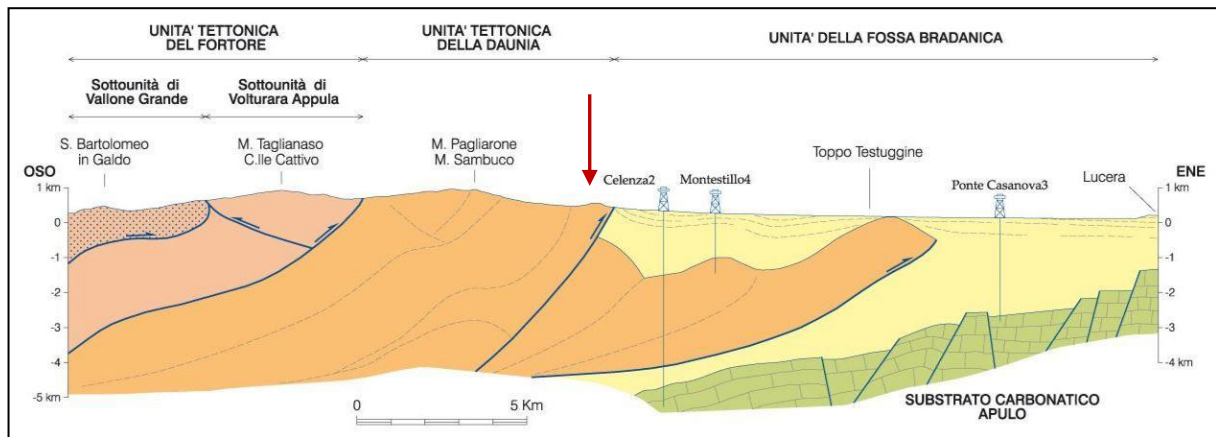 UNITA' TETTONICA
DEL FORTORE
UNITA' TETTONICA
DELLA DAUNIA
UNITA' DELLA FOSSA BRADANICA
Sottounità di
Vallone Grande
Sottounità di
Volturara Appula
S. Bartolomeo
in Galdo
M. Taglianaso
C.lle Cattivo
M. Pagliarone
M. Sambuco
Toppo Testuggine
Celenza2
Montestillo4
Ponte Casanova3
Lucera
OSO
ENE
1 km
0
-1
-2
-3
-4
-5 km
1 km
0
-1
-2
-3
-4 km
0
5 Km
SUBSTRATO CARBONATICO
APULO